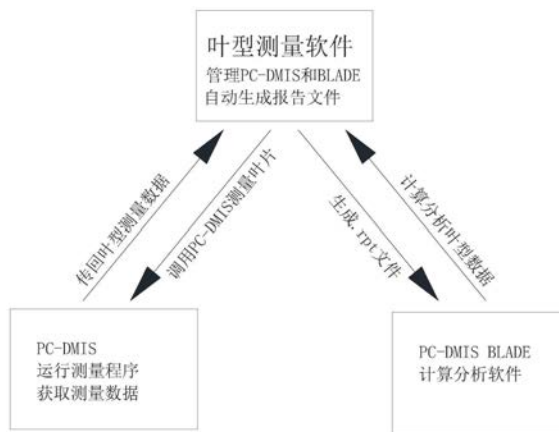 叶型测量软件
管理PC-DMIS和BLADE
自动生成报告文件
传回叶型测量数据
调用PC-DMIS测量叶片
生成.rpt文件
计算分析叶型数据
PC-DMIS
运行测量程序
获取测量数据
PC-DMIS BLADE
计算分析软件